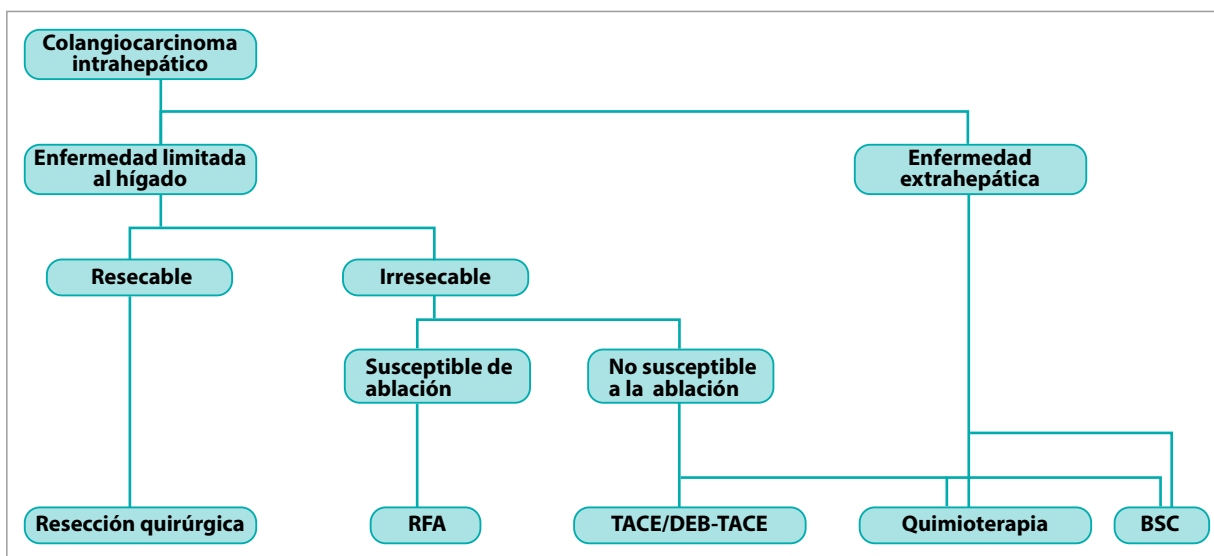 Colangiocarcinoma
intrahepático
Enfermedad limitada
al hígado
Enfermedad
extrahepática
Resecable
Irresecable
Susceptible de
ablación
No susceptible
a la ablación
Resección quirúrgica
RFA
TACE/DEB-TACE
Quimioterapia
BSC